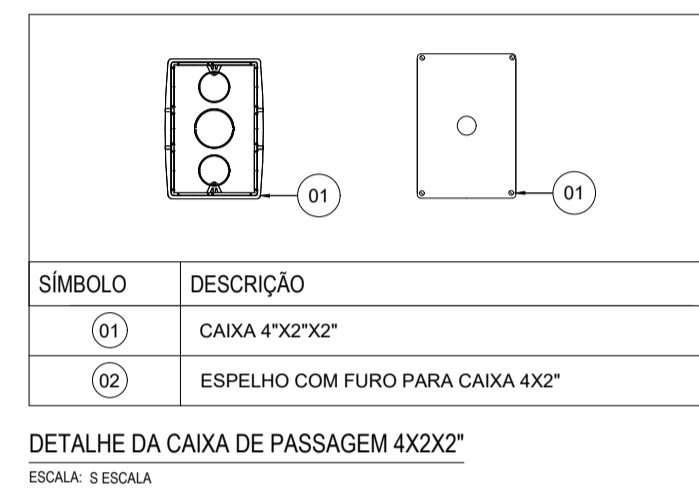 01
01
SÍMBOLO DESCRIÇÃO
01 CAIXA 4"X2"X2"
02 ESPELHO COM FURO PARA CAIXA 4X2"
DETALHE DA CAIXA DE PASSAGEM 4X2X2"
ESCALA: S ESCALA